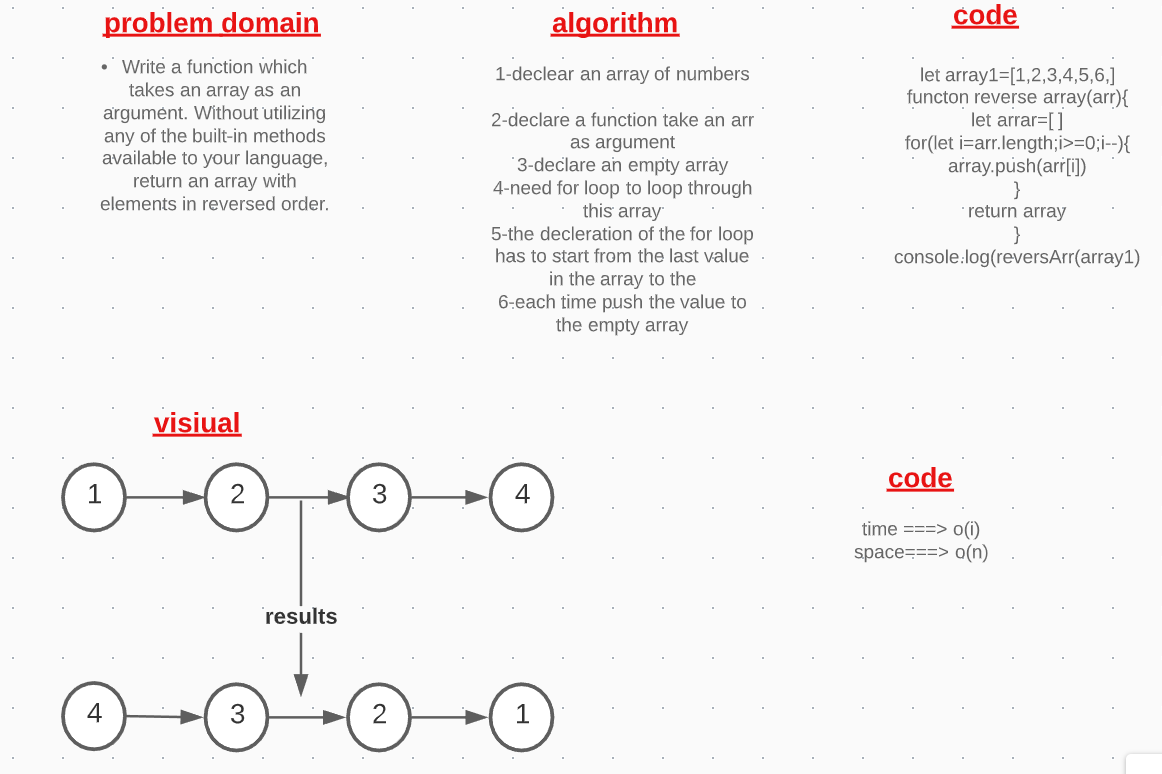 problem domain
• Write a function which
takes an array as an
argument. Without utilizing
any of the built-in methods
available to your language,
return an array with
elements in reversed order.
algorithm
1-declear an array of numbers
2-declare a function take an arr
as argument
3-declare an empty array
4-need for loop to loop through
this array
5-the decleration of the for loop
has to start from the last value
in the array to the
6-each time push the value to
the empty array
code
let array1=[1,2,3,4,5,6,]
functon reverse array(arr){
let arrar=[ ]
for(let i=arr.length;i>=0;i--){
array.push(arr[i])
}
return array
}
console.log(reversArr(array1)
visiual
1 2 3 4
results
4 3 2 1
code
time ===> o(i)
space===> o(n)